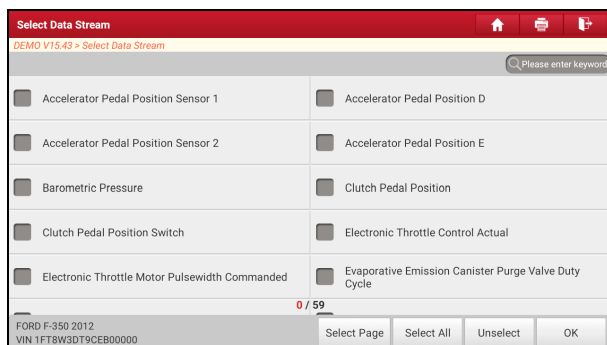 Select Data Stream
DEMO V15.43 > Select Data Stream
Please enter keyword
Accelerator Pedal Position Sensor 1
Accelerator Pedal Position D
Accelerator Pedal Position Sensor 2
Accelerator Pedal Position E
Barometric Pressure
Clutch Pedal Position
Clutch Pedal Position Switch
Electronic Throttle Control Actual
Electronic Throttle Motor Pulsewidth Commanded
Evaporative Emission Canister Purge Valve Duty
Cycle
0 / 59
FORD F-350 2012
VIN 1FT8W3DT9CEB00000
Select Page
Select All
Unselect
OK